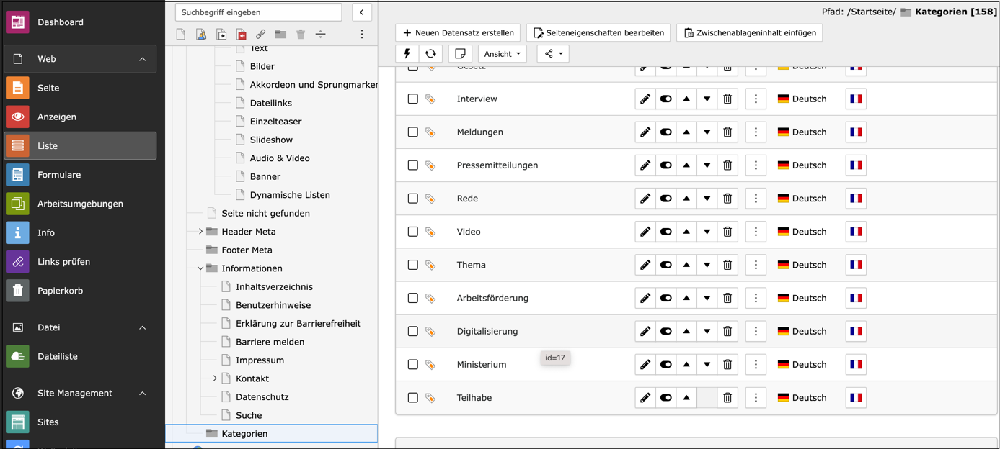 Dashboard
Web
Seite
Anzeigen
Liste
Formulare
Arbeitsumgebungen
Info
Links prüfen
Papierkorb
Datei
Dateiliste
Site Management
Sites
Suchbegriff eingeben
Text
Bilder
Akkordeon und Sprungmarken
Dateilinks
Einzelteaser
Slideshow
Audio & Video
Banner
Dynamische Listen
Seite nicht gefunden
Header Meta
Footer Meta
Informationen
Inhaltsverzeichnis
Benutzerhinweise
Erklärung zur Barrierefreiheit
Barriere melden
Impressum
Kontakt
Datenschutz
Suche
Kategorien
Pfad: /Startseite/ Kategorien [158]
Neuen Datensatz erstellen Seiteneigenschaften bearbeiten Zwischenablageninhalt einfügen
Ansicht
Gesetz Deutsch
Interview Deutsch
Meldungen Deutsch
Pressemitteilungen Deutsch
Rede Deutsch
Video Deutsch
Thema Deutsch
Arbeitsförderung Deutsch
Digitalisierung Deutsch
id=17
Ministerium Deutsch
Teilhabe Deutsch